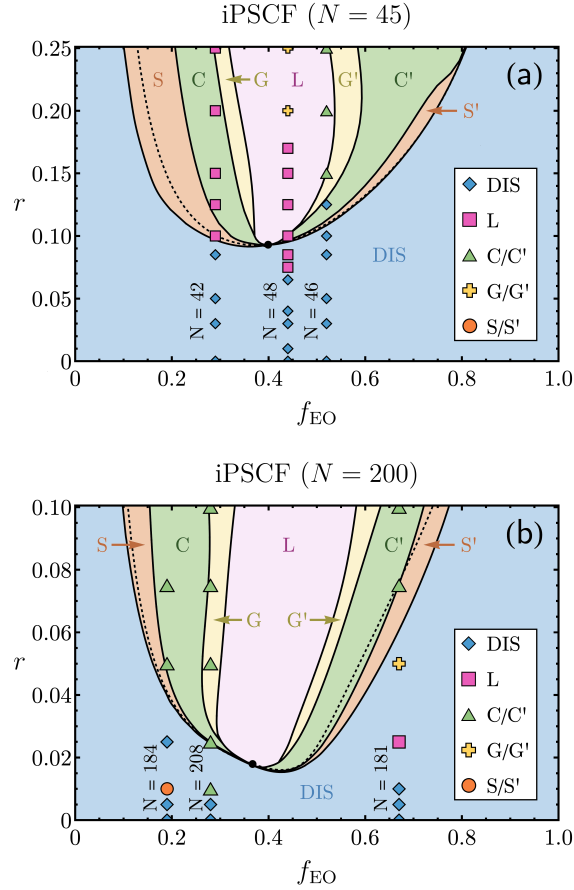 iPSCF (N = 45)
0.25
0.20
0.15
0.10
0.05
0
r
S
C
G
L
G'
C'
S'
(a)
DIS
N = 42
N = 48
N = 46
DIS
L
C/C'
G/G'
S/S'
0 0.2 0.4 0.6 0.8 1.0
fEO
iPSCF (N = 200)
0.10
0.08
0.06
0.04
0.02
0
r
S
C
L
C'
S'
(b)
G
G'
DIS
N = 184
N = 208
N = 181
DIS
L
C/C'
G/G'
S/S'
0 0.2 0.4 0.6 0.8 1.0
fEO